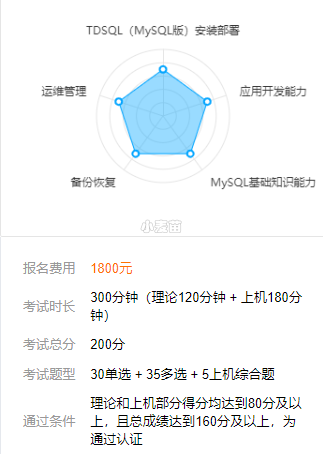 TDSQL（MySQL版）安装部署
运维管理
应用开发能力
备份恢复
MySQL基础知识能力
小云苗
报名费用 1800元
考试时长 300分钟（理论120分钟 + 上机180分
钟）
考试总分 200分
考试题型 30单选 + 35多选 + 5上机综合题
通过条件 理论和上机部分得分均达到80分及以
上，且总成绩达到160分及以上，为
通过认证